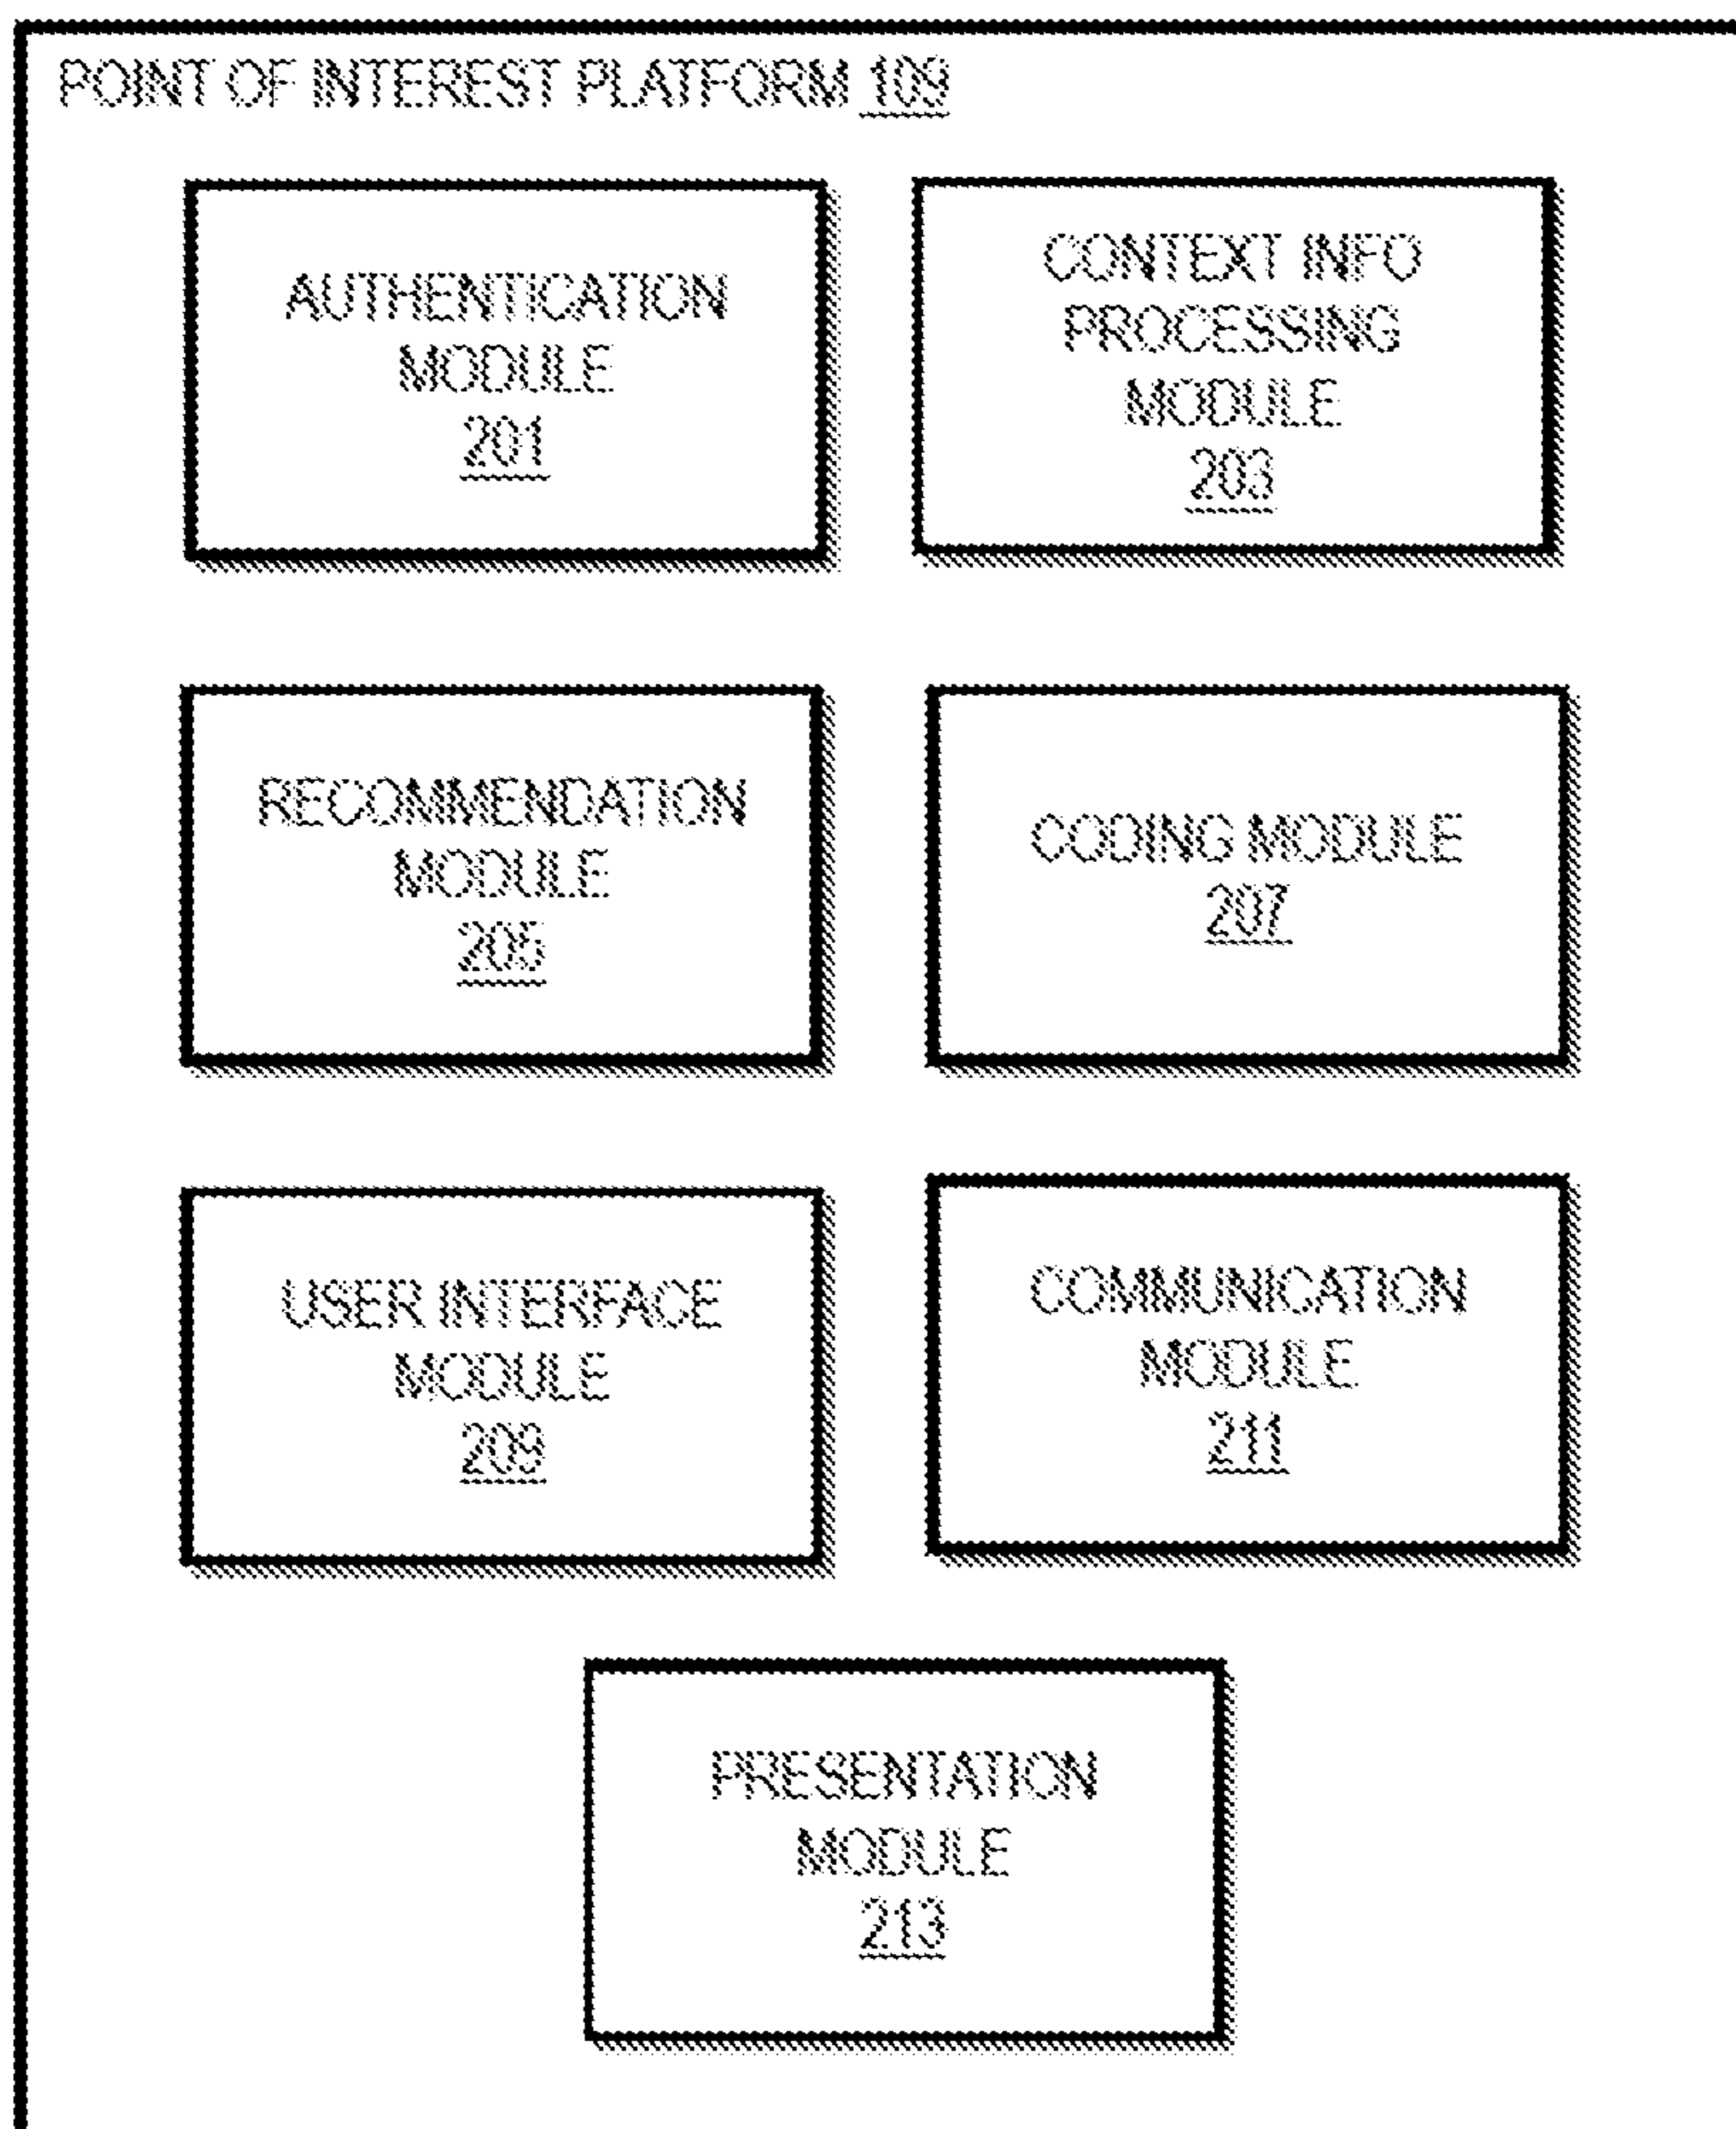 POINT OF INTEREST PLATFORM 109
AUTHENTICATION
MODULE
201
CONTEXT INFO
PROCESSING
MODULE
203
RECOMMENDATION
MODULE
205
CODING MODULE
207
USER INTERFACE
MODULE
209
COMMUNICATION
MODULE
211
PRESENTATION
MODULE
213